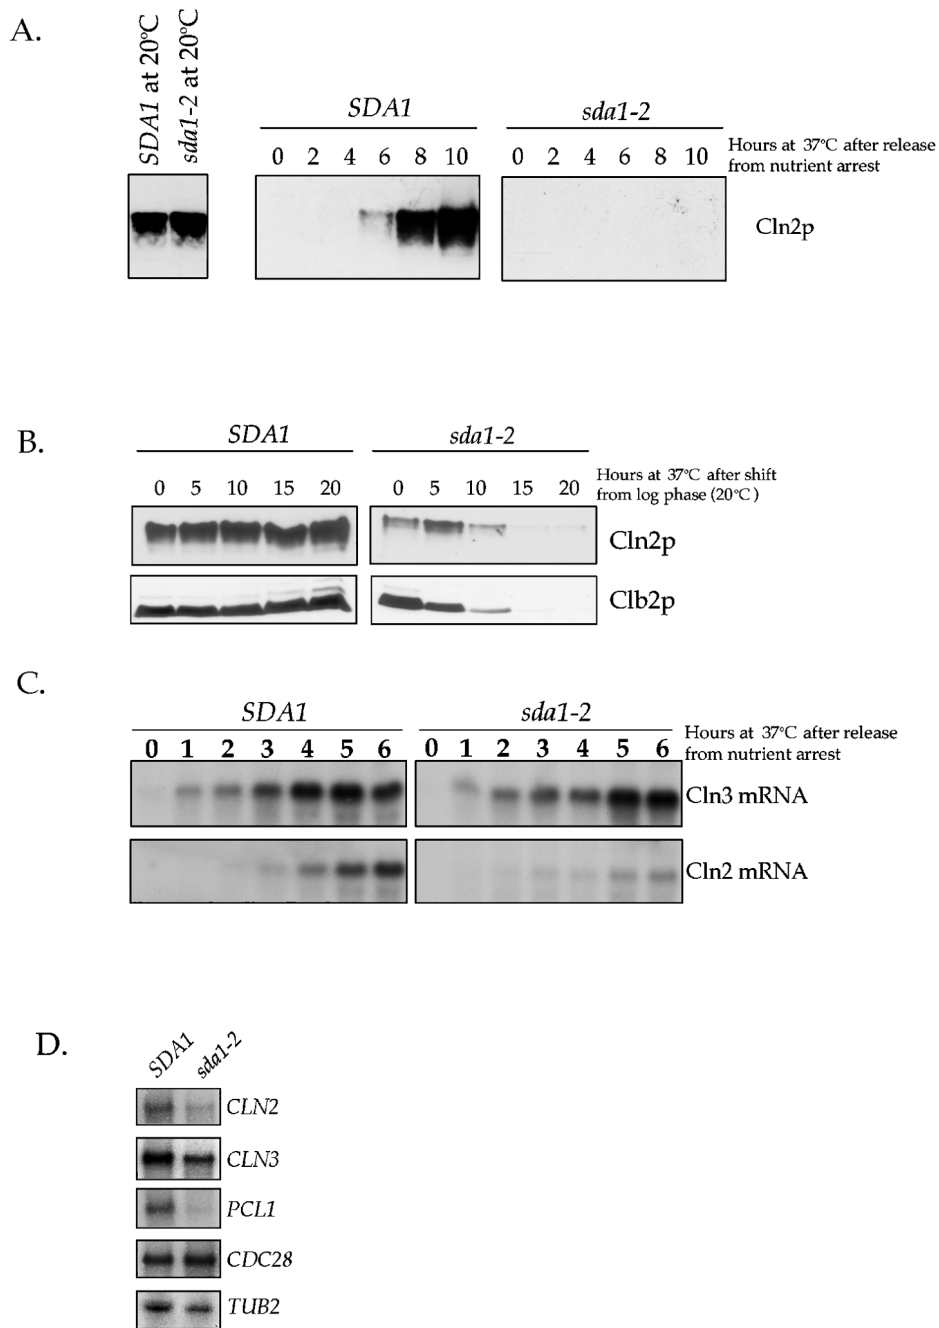 A.
SDA1 at 20°C
sda1-2 at 20°C
SDA1
sda1-2
0 2 4 6 8 10
0 2 4 6 8 10
Hours at 37°C after release
from nutrient arrest
Cln2p
B.
SDA1
sda1-2
0 5 10 15 20
0 5 10 15 20
Hours at 37°C after shift
from log phase (20°C)
Cln2p
Clb2p
C.
SDA1
sda1-2
0 1 2 3 4 5 6
0 1 2 3 4 5 6
Hours at 37°C after release
from nutrient arrest
Cln3 mRNA
Cln2 mRNA
D.
SDA1
sda1-2
CLN2
CLN3
PCL1
CDC28
TUB2